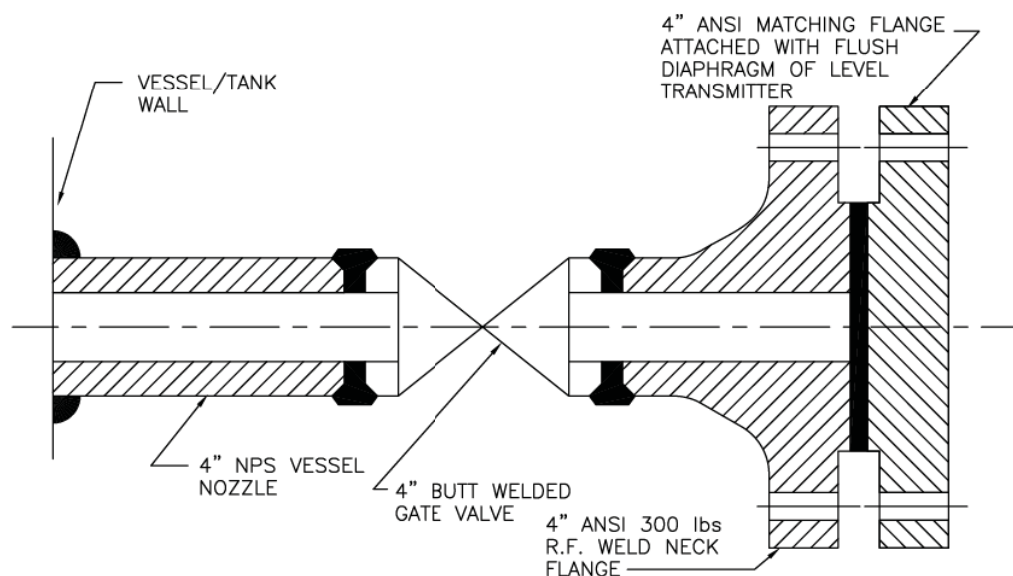 4” ANSI MATCHING FLANGE
ATTACHED WITH FLUSH
DIAPHRAGM OF LEVEL
TRANSMITTER
VESSEL/TANK
WALL
4” NPS VESSEL
NOZZLE
4” BUTT WELDED
GATE VALVE
4” ANSI 300 lbs
R.F. WELD NECK
FLANGE